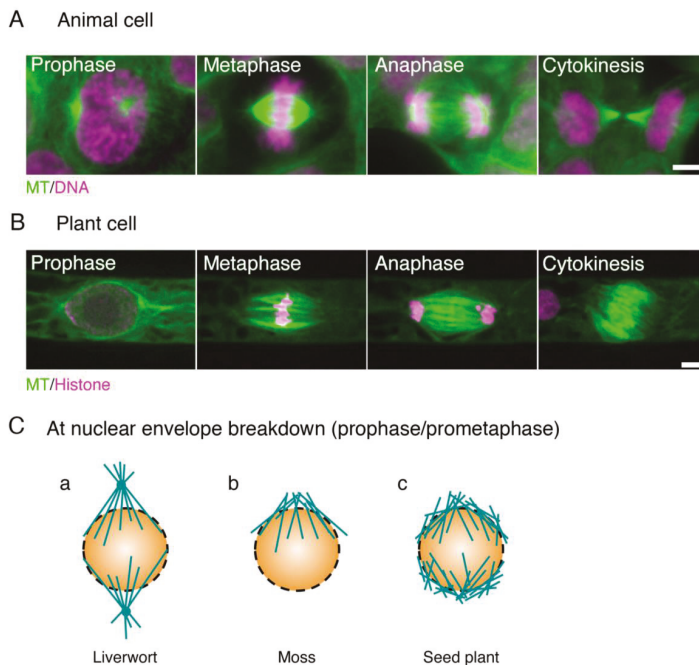 A Animal cell
Prophase Metaphase Anaphase Cytokinesis
MT/DNA
B Plant cell
Prophase Metaphase Anaphase Cytokinesis
MT/Histone
C At nuclear envelope breakdown (prophase/prometaphase)
a b c
Liverwort Moss Seed plant